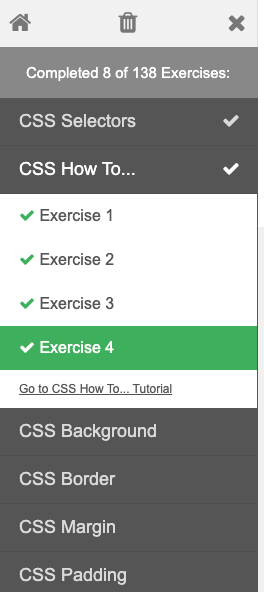 Completed 8 of 138 Exercises:
CSS Selectors
CSS How To...
Exercise 1
Exercise 2
Exercise 3
Exercise 4
Go to CSS How To... Tutorial
CSS Background
CSS Border
CSS Margin
CSS Padding